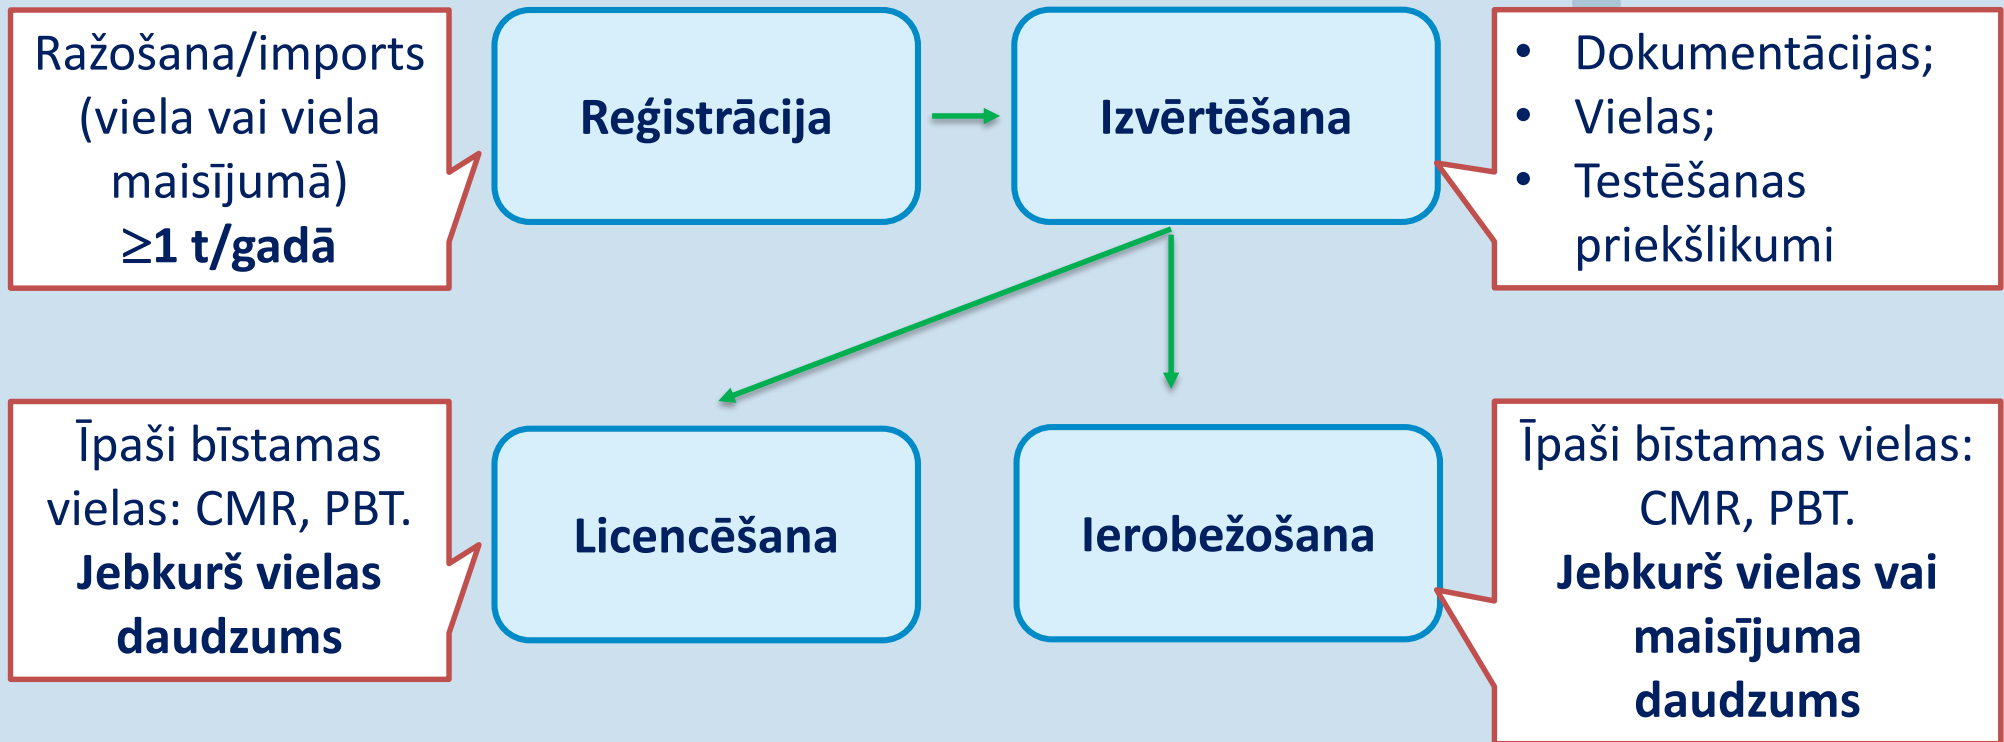 Ražošana/imports
(viela vai viela
maisījumā)
≥1 t/gadā
Reģistrācija
Izvērtēšana
• Dokumentācijas;
• Vielas;
• Testēšanas
priekšlikumi
Īpaši bīstamas
vielas: CMR, PBT.
Jebkurš vielas
daudzums
Licencēšana
Ierobežošana
Īpaši bīstamas vielas:
CMR, PBT.
Jebkurš vielas vai
maisījuma
daudzums